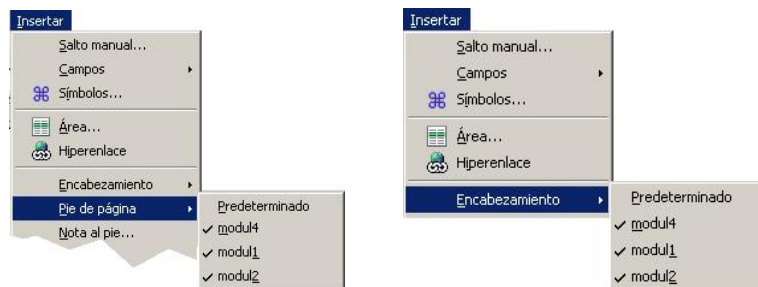 Insertar
Salto manual...
Campos
Símbolos...
Área...
Hiperenlace
Encabezamiento
Pie de página
Nota al pie...
Predeterminado
modul4
modul1
modul2
Insertar
Salto manual...
Campos
Símbolos...
Área...
Hiperenlace
Encabezamiento
Predeterminado
modul4
modul1
modul2